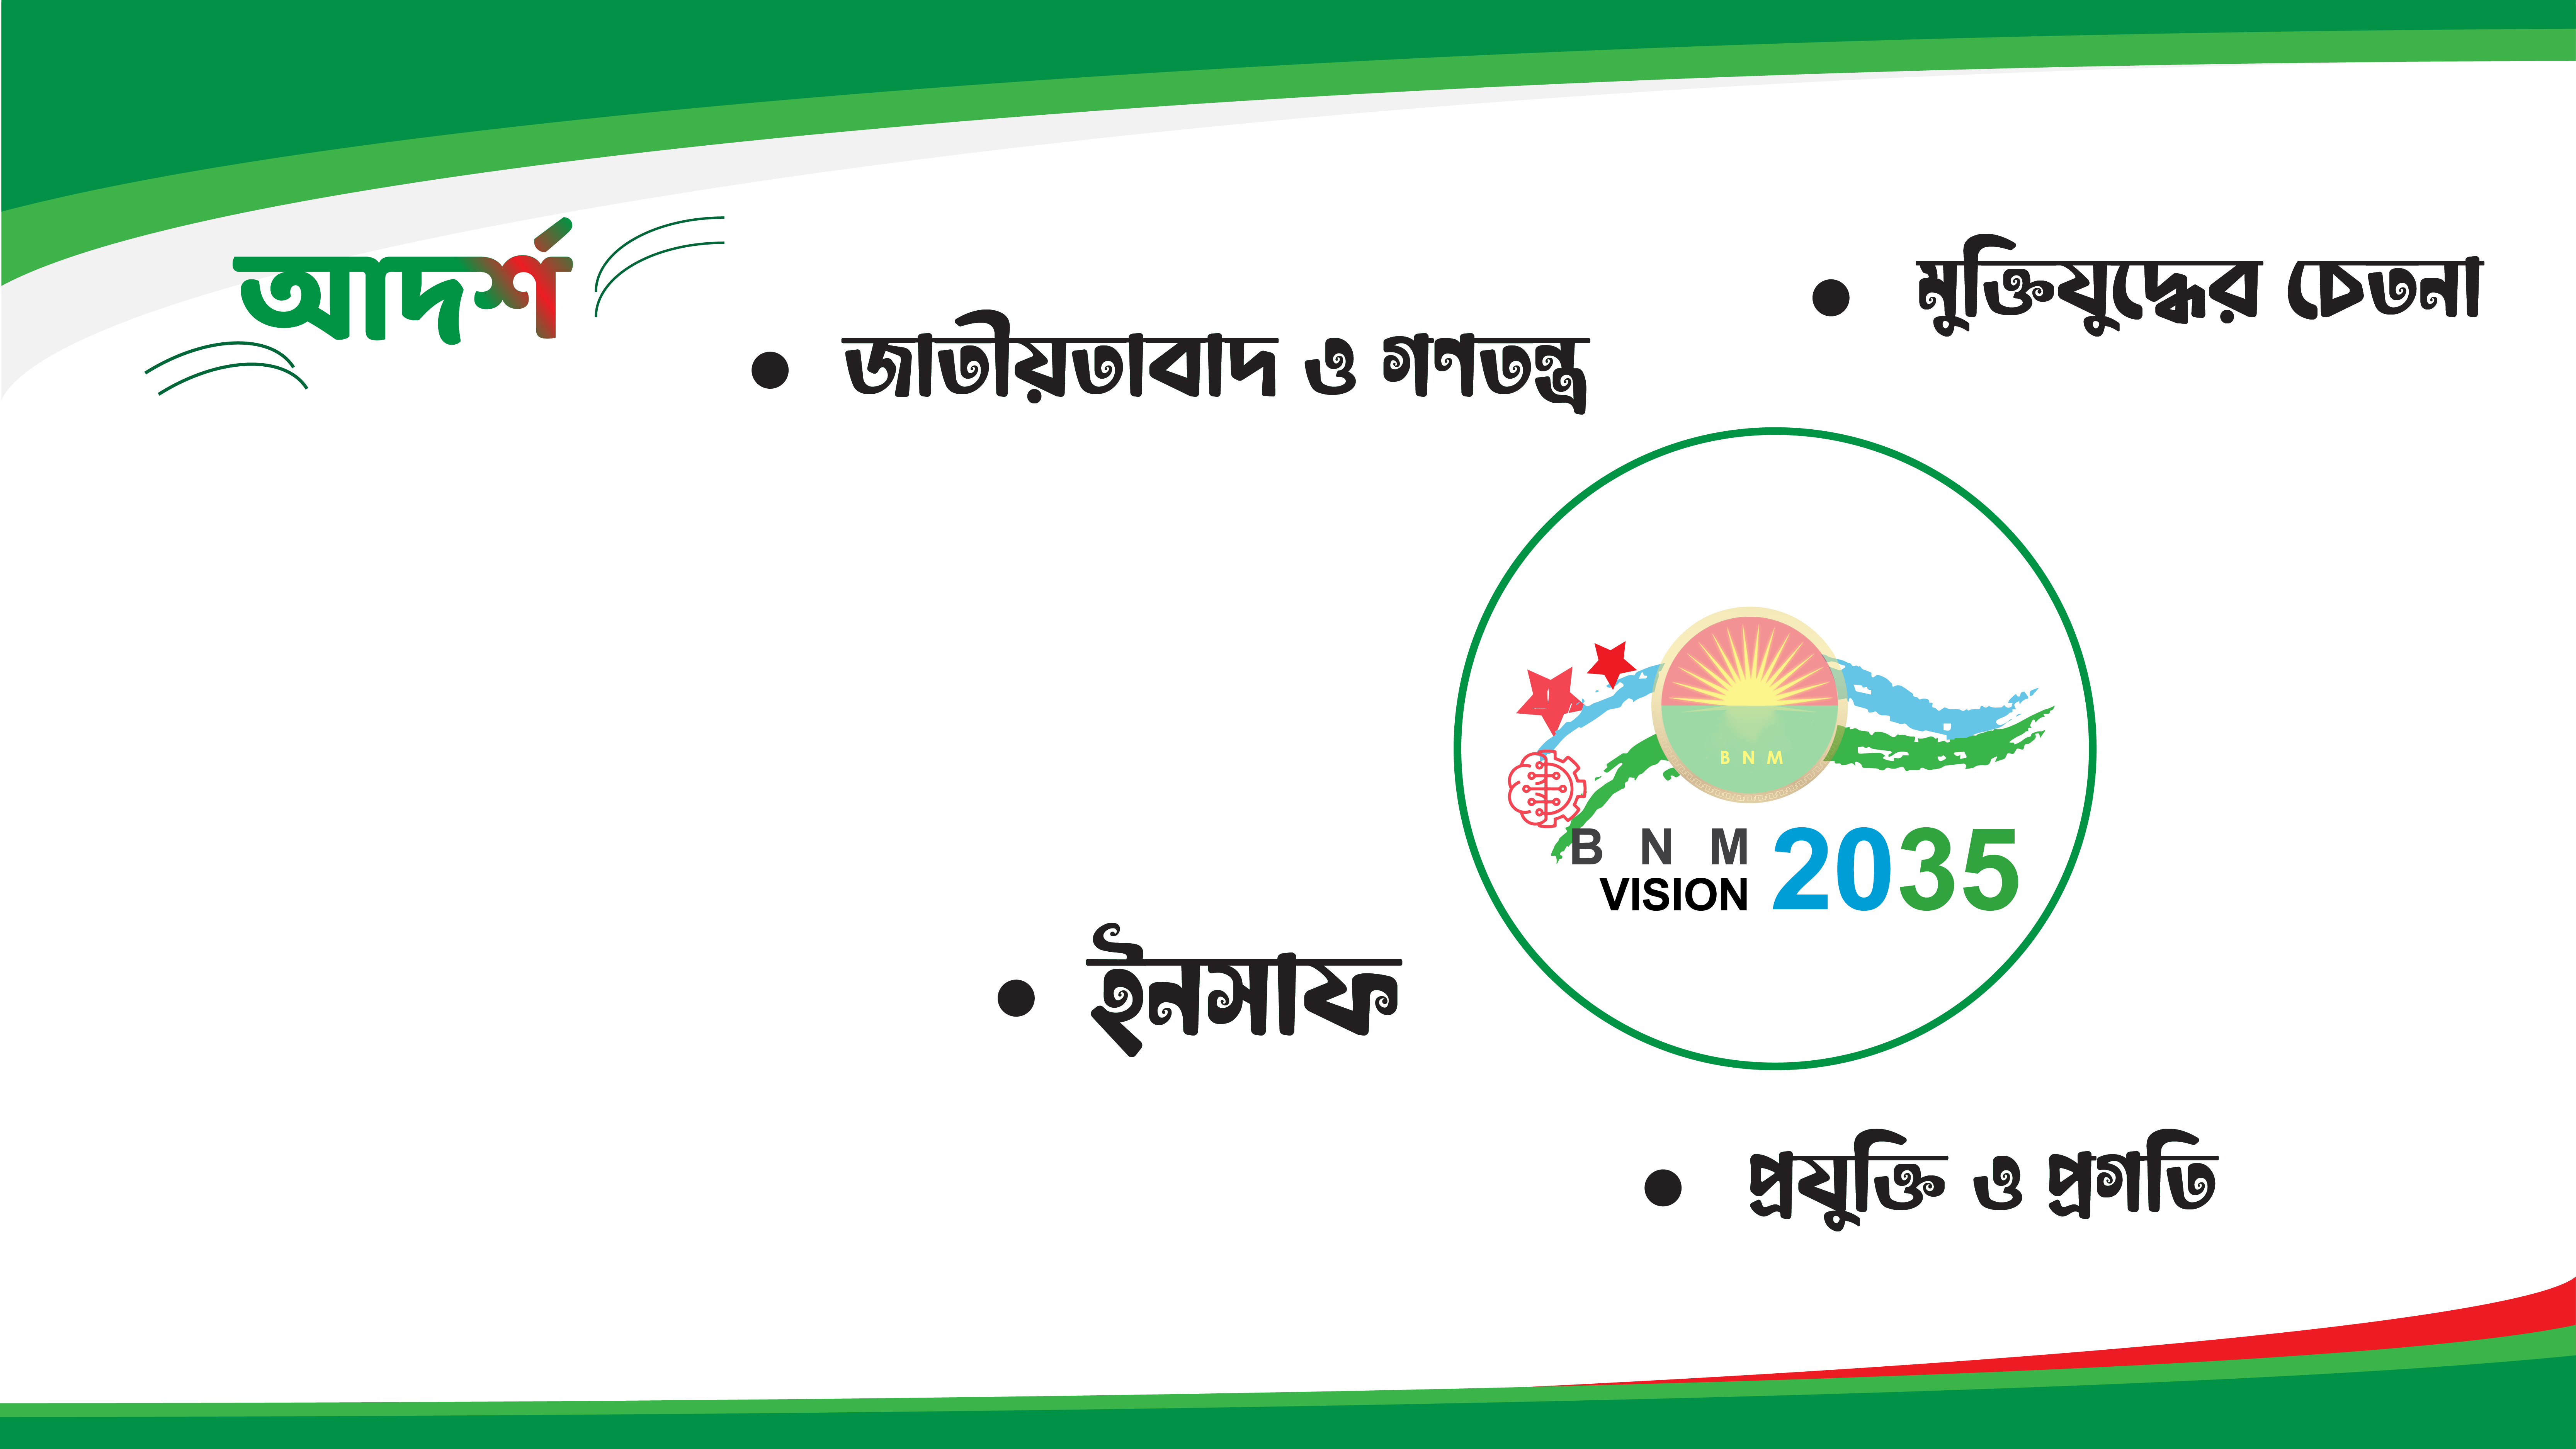 আদর্শ
• মুক্তিযুদ্ধের চেতনা
• জাতীয়তাবাদ ও গণতন্ত্র
B N M
B N M
VISION 2035
• ইনসাফ
• প্রযুক্তি ও প্রগতি